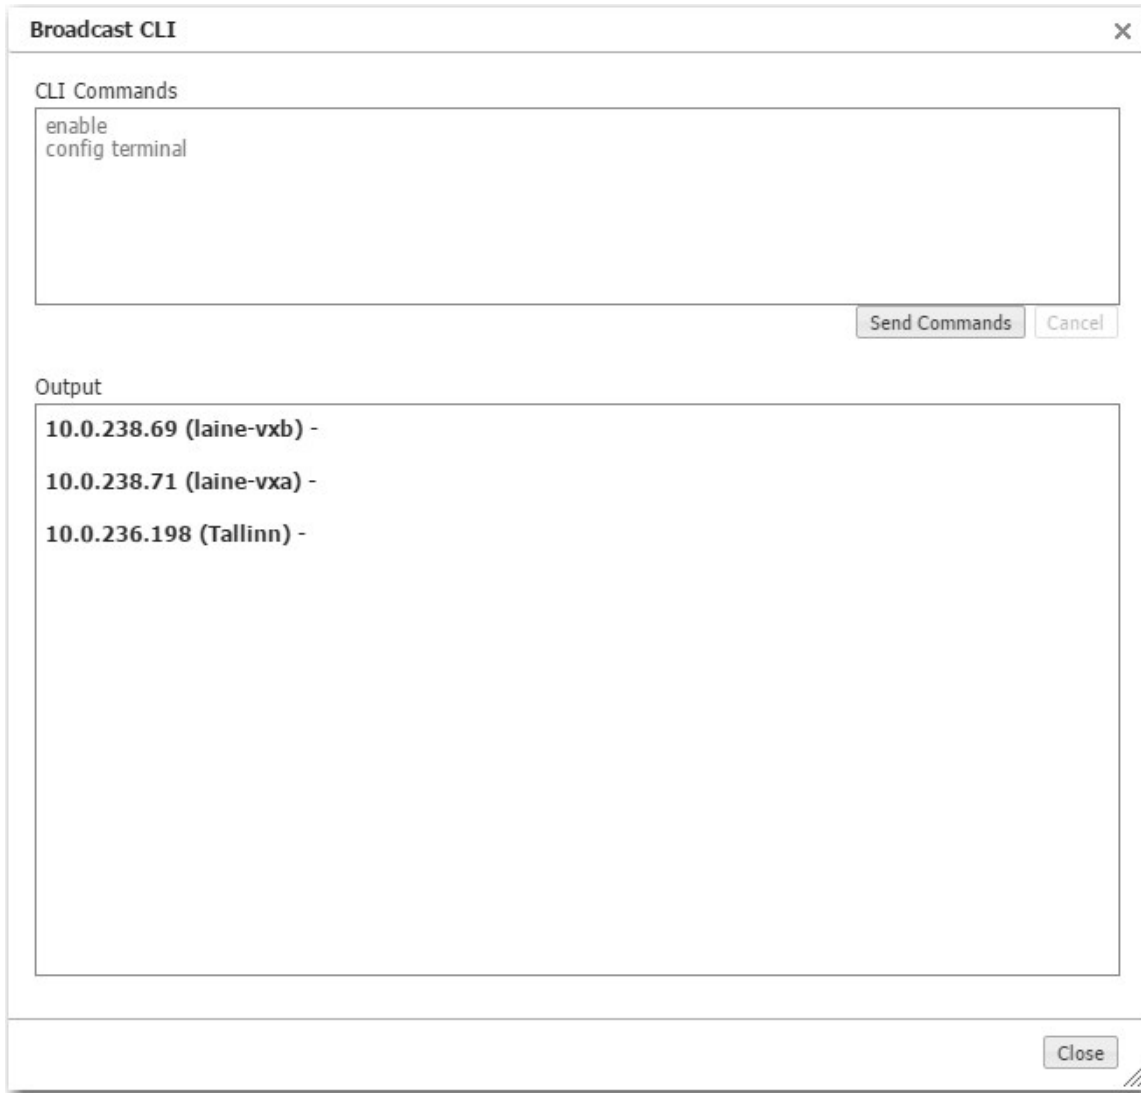 Broadcast CLI
CLI Commands
enable
config terminal
Send Commands Cancel
Output
10.0.238.69 (laine-vxb) -
10.0.238.71 (laine-vxa) -
10.0.236.198 (Tallinn) -
Close